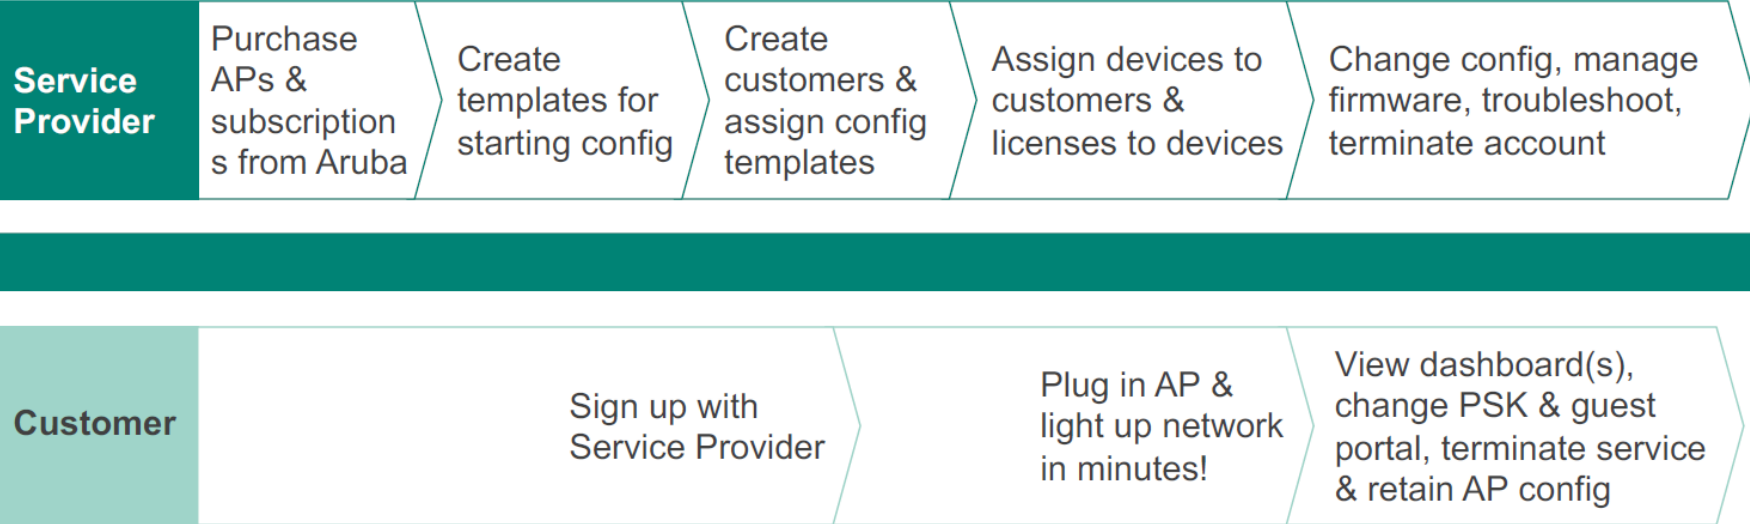 Service
Provider
Purchase
APs &
subscription
s from Aruba
Create
templates for
starting config
Create
customers &
assign config
templates
Assign devices to
customers &
licenses to devices
Change config, manage
firmware, troubleshoot,
terminate account
Customer
Sign up with
Service Provider
Plug in AP &
light up network
in minutes!
View dashboard(s),
change PSK & guest
portal, terminate service
& retain AP config